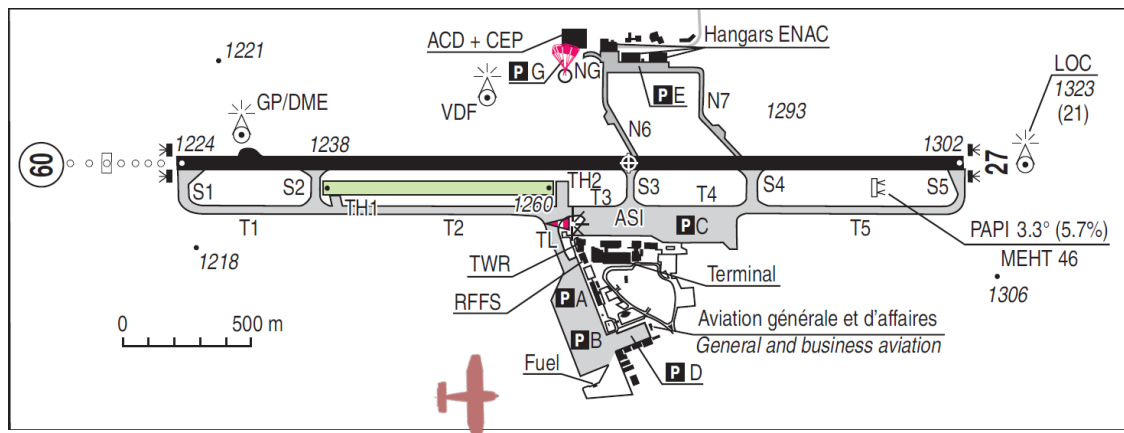 1221
ACD + CEP
Hangars ENAC
P G
NG
LOC
1323
(21)
GP/DME
VDF
P E
N7
1293
N6
1224
1238
1302
09
27
S1
S2
TH2
S3
T4
S4
S5
TH1
1260
T3
ASI
P C
T1
T2
T5
TL
PAPI 3.3° (5.7%)
MEHT 46
1218
TWR
Terminal
1306
RFFS
P A
0
500 m
Aviation générale et d'affaires
General and business aviation
P B
Fuel
P D